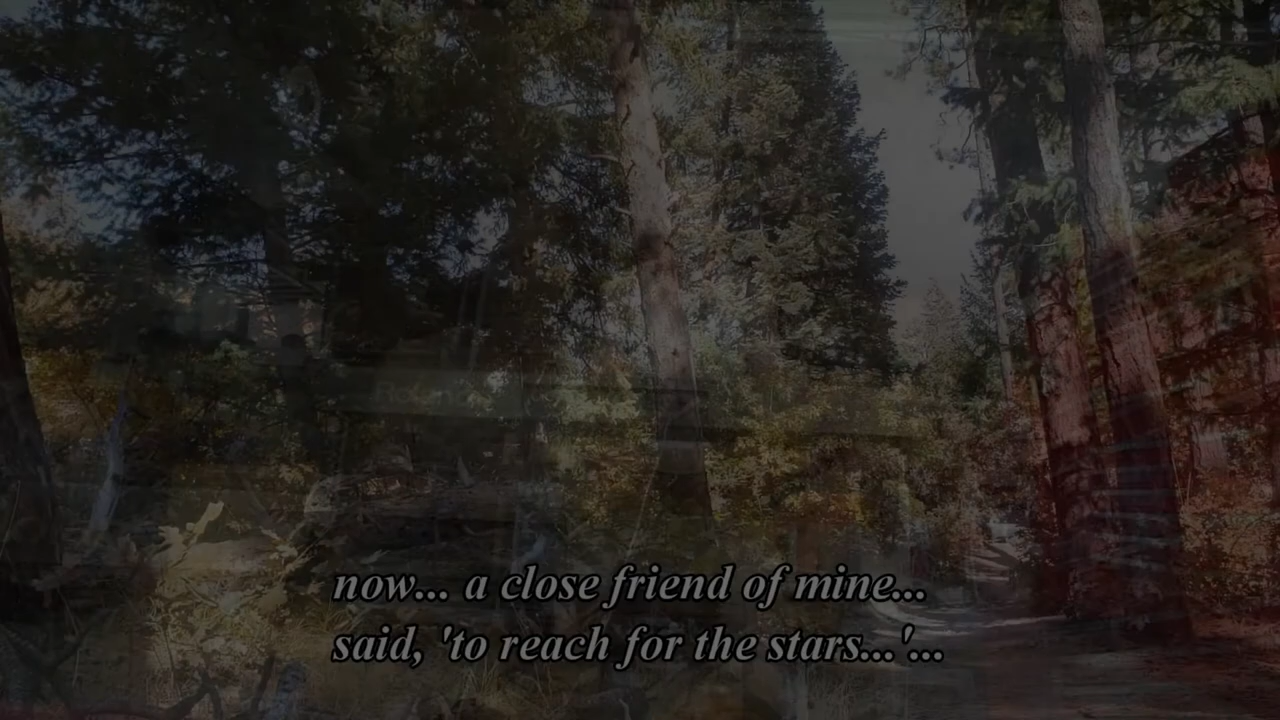 now... a close friend of mine...
said, 'to reach for the stars...'...